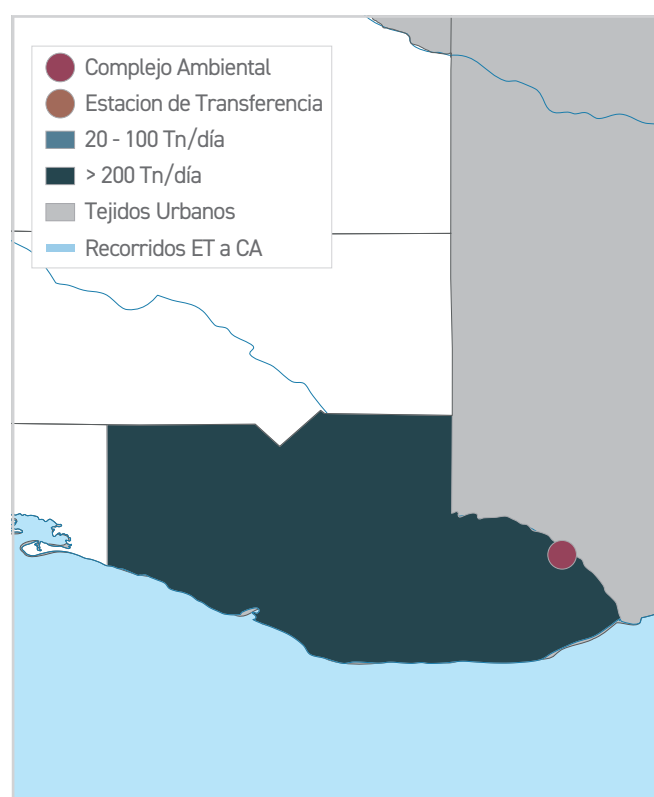 Complejo Ambiental
Estacion de Transferencia
20 - 100 Tn/día
> 200 Tn/día
Tejidos Urbanos
Recorridos ET a CA